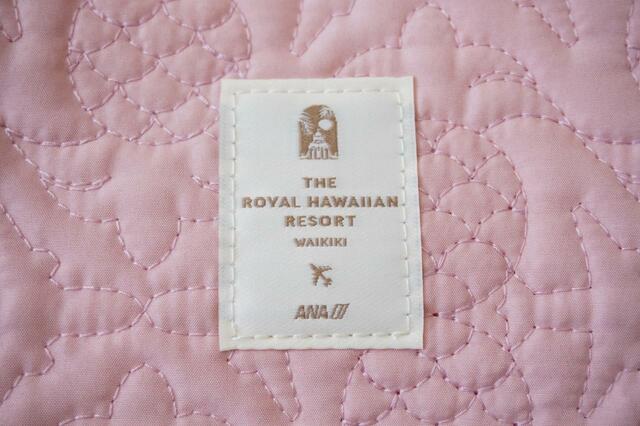 THE
ROYAL HAWAIIAN
RESORT
WAIKIKI
ANA